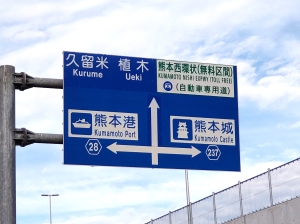 久留米 植木
Kurume Ueki
熊本西環状(無料区間)
KUMAMOTO NISHI EXPWY (TOLL FREE)
(自動車専用道)
熊本港
Kumamoto Port
28
熊本城
Kumamoto Castle
237